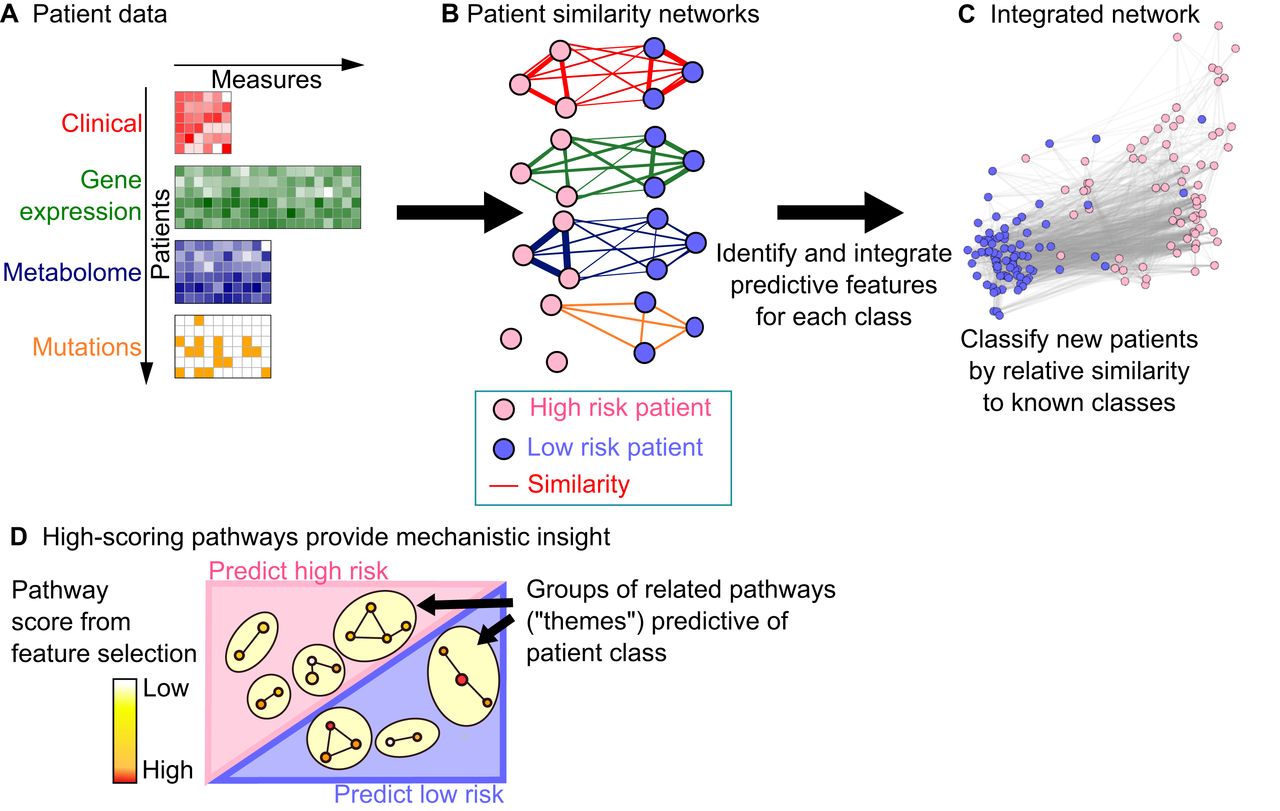 A Patient data
Measures
Patients
Clinical
Gene
expression
Metabolome
Mutations
B Patient similarity networks
High risk patient
Low risk patient
Similarity
Identify and integrate
predictive features
for each class
C Integrated network
Classify new patients
by relative similarity
to known classes
D High-scoring pathways provide mechanistic insight
Pathway
score from
feature selection
Low
High
Predict high risk
Predict low risk
Groups of related pathways
("themes") predictive of
patient class